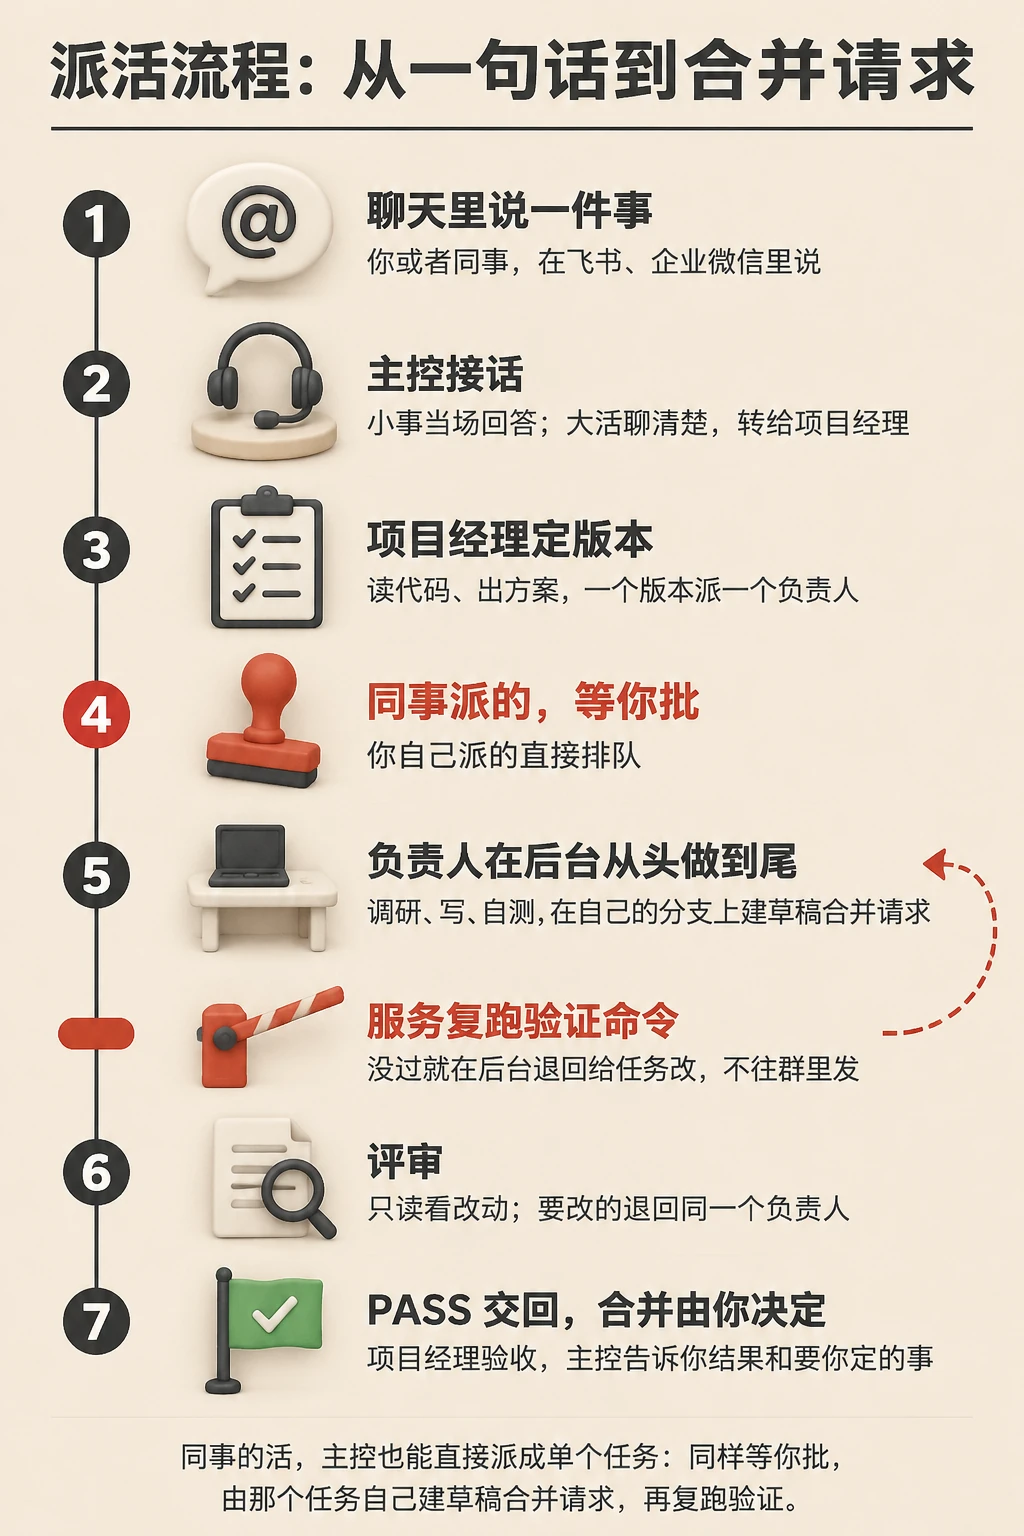 派活流程：从一句话到合并请求
1
@
聊天里说一件事
你或者同事，在飞书、企业微信里说
2
主控接话
小事当场回答；大活聊清楚，转给项目经理
3
项目经理定版本
读代码、出方案，一个版本派一个负责人
4
同事派的，等你批
你自己派的直接排队
5
负责人在后台从头做到尾
调研、写、自测，在自己的分支上建草稿合并请求
服务复跑验证命令
没过就在后台退回给任务改，不往群里发
6
评审
只读看改动；要改的退回同一个负责人
7
PASS 交回，合并由你决定
项目经理验收，主控告诉你结果和要你定的事
同事的活，主控也能直接派成单个任务：同样等你批，
由那个任务自己建草稿合并请求，再复跑验证。